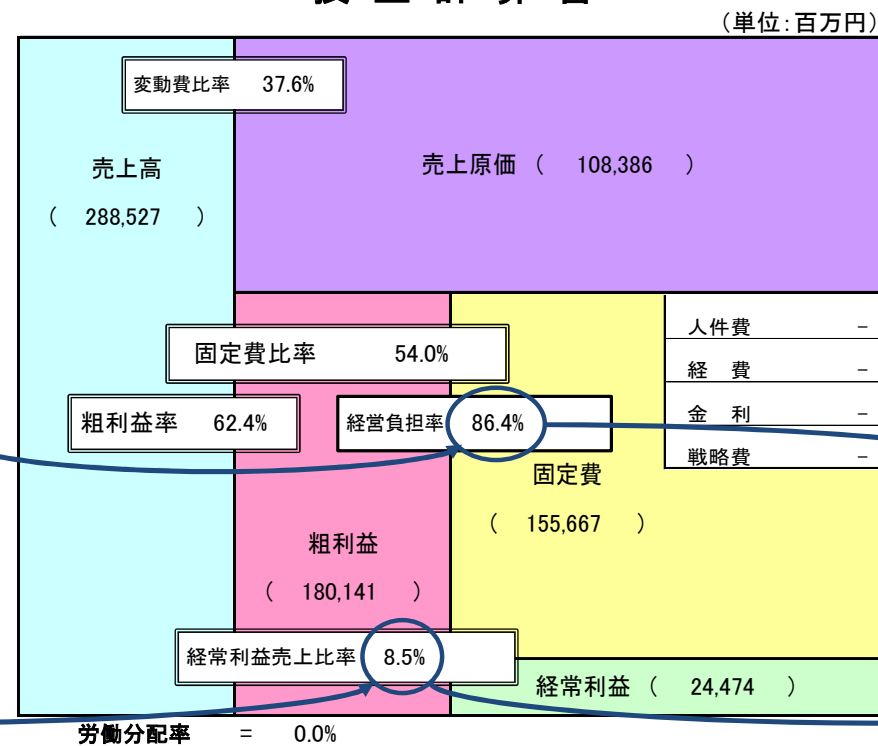 (単位:百万円)
変動費比率 37.6%
売上高
( 288,527 )
売上原価 ( 108,386 )
固定費比率 54.0%
粗利益率 62.4%
経営負担率 86.4%
人件費 -
経 費 -
金 利 -
戦略費 -
固定費
( 155,667 )
粗利益
( 180,141 )
経常利益売上比率 8.5%
経常利益 ( 24,474 )
労働分配率 = 0.0%